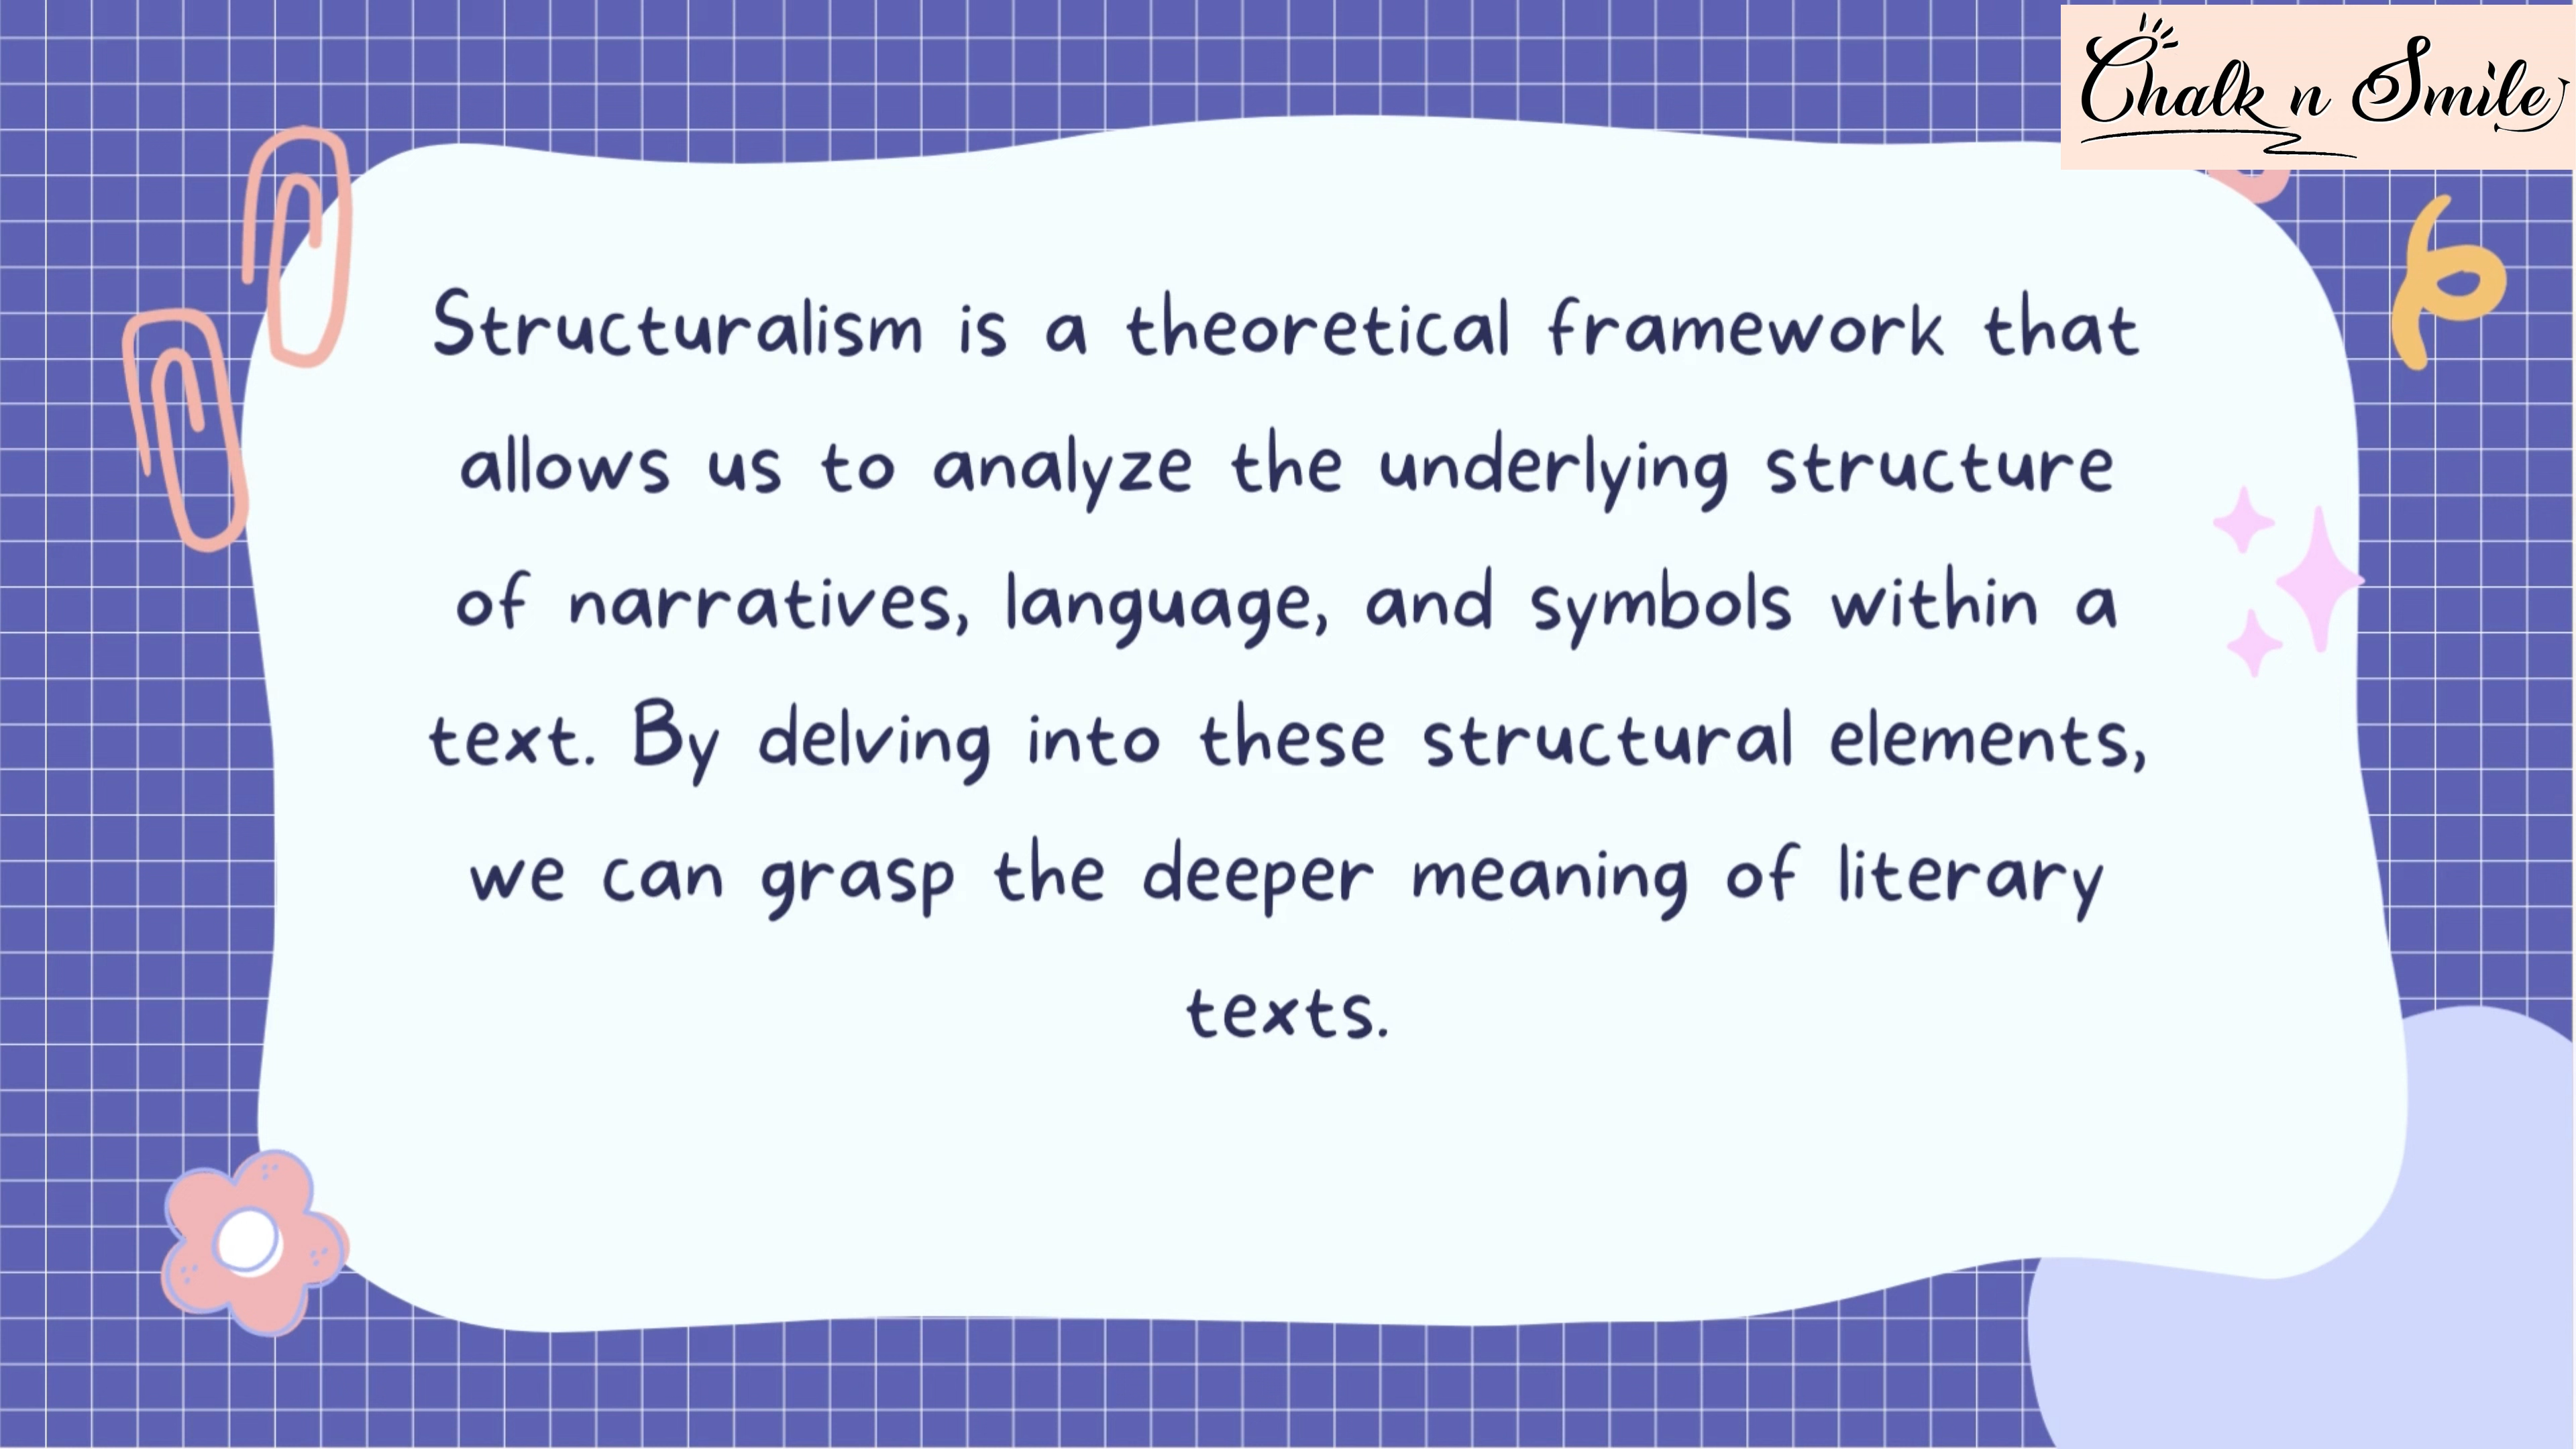 Chalk n Smile
Structuralism is a theoretical framework that
allows us to analyze the underlying structure
of narratives, language, and symbols within a
text. By delving into these structural elements,
we can grasp the deeper meaning of literary
texts.